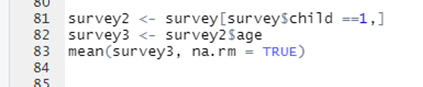 80
81 survey2 <- survey[survey$child ==1,]
82 survey3 <- survey2$age
83 mean(survey3, na.rm = TRUE)
84
85